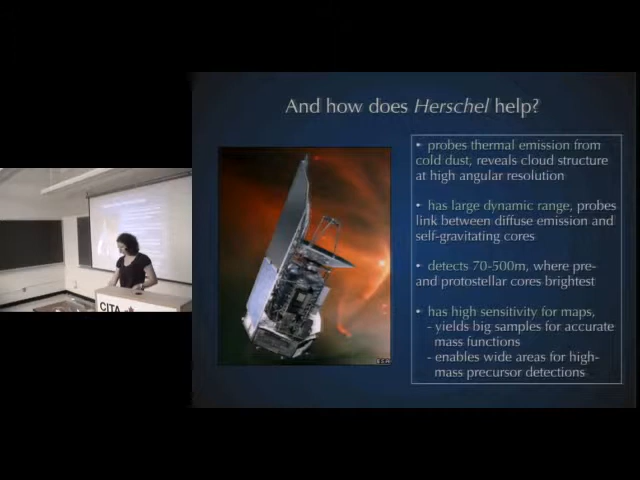 And how does Herschel help?
• probes thermal emission from
cold dust, reveals cloud structure
at high angular resolution
• has large dynamic range, probes
link between diffuse emission and
self-gravitating cores
• detects 70-500m, where pre-
and protostellar cores brightest
• has high sensitivity for maps,
- yields big samples for accurate
mass functions
- enables wide areas for high-
mass precursor detections
CITA